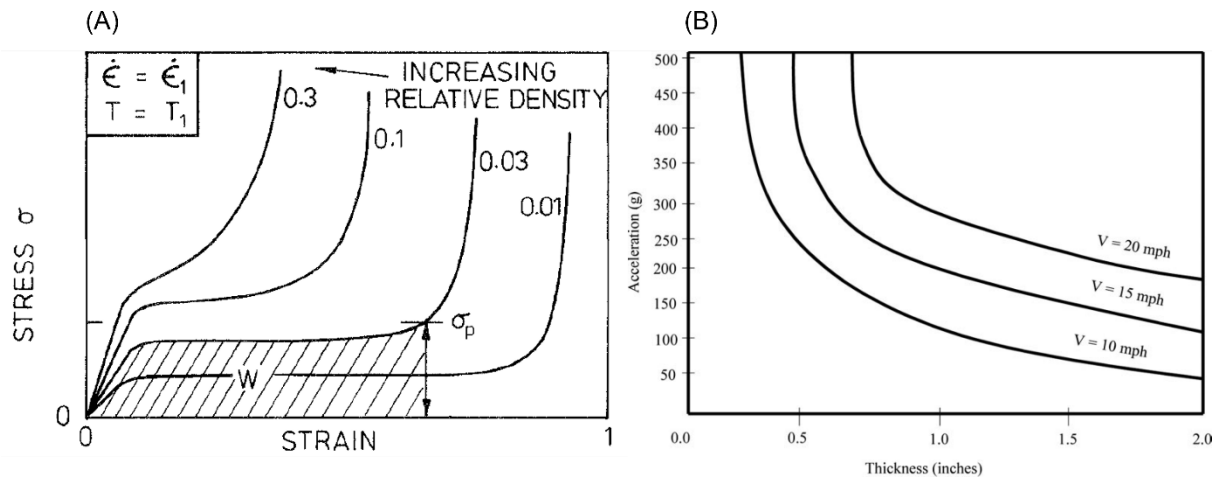 (A)
ε̇ = ε̇₁
T = T₁
INCREASING
RELATIVE DENSITY
0.3
0.1
0.03
0.01
σp
W
STRESS σ
0
0
STRAIN
1
(B)
500
450
400
350
300
250
200
150
100
50
Acceleration (g)
V = 20 mph
V = 15 mph
V = 10 mph
0.0
0.5
1.0
1.5
2.0
Thickness (inches)